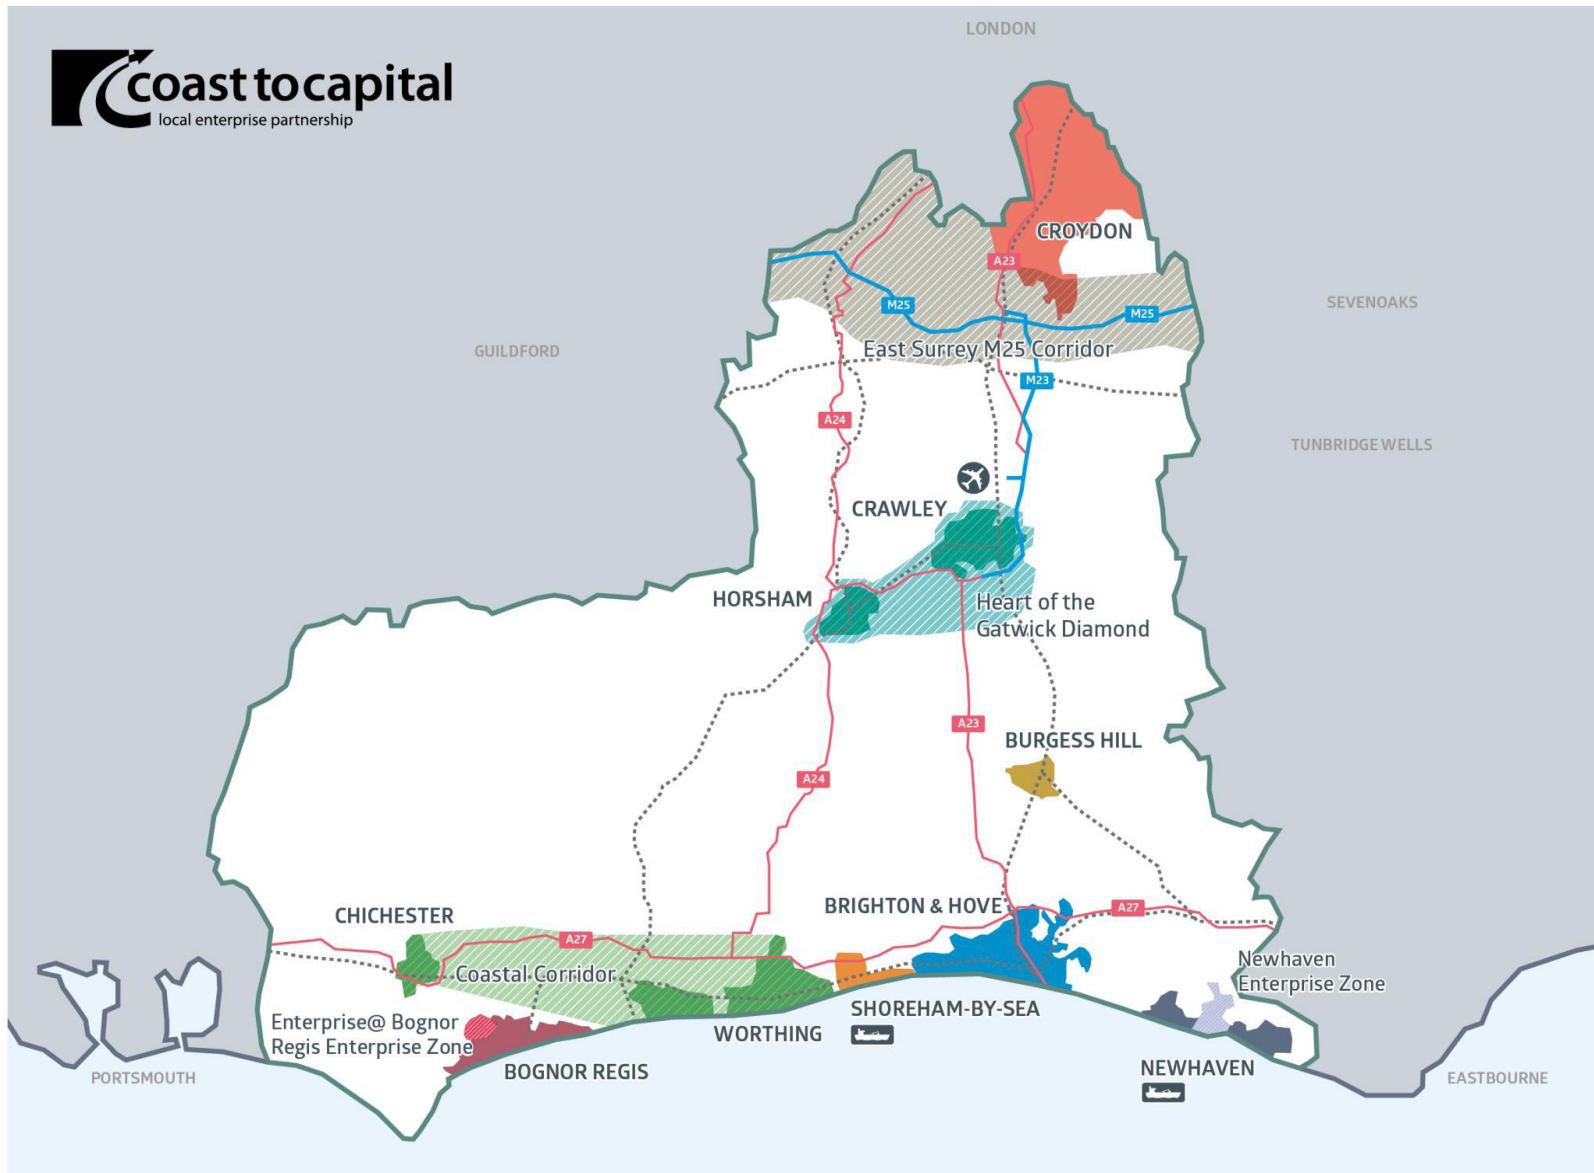 LONDON
coast to capital
local enterprise partnership
CROYDON
A23
SEVENOAKS
M25
M25
GUILDFORD
East Surrey M25 Corridor
M23
A24
TUNBRIDGE WELLS
CRAWLEY
HORSHAM
Heart of the
Gatwick Diamond
A23
BURGESS HILL
A24
CHICHESTER
BRIGHTON & HOVE
A27
A27
Coastal Corridor
Newhaven
Enterprise Zone
SHOREHAM-BY-SEA
Enterprise@ Bognor
Regis Enterprise Zone
WORTHING
BOGNOR REGIS
NEWHAVEN
PORTSMOUTH
EASTBOURNE